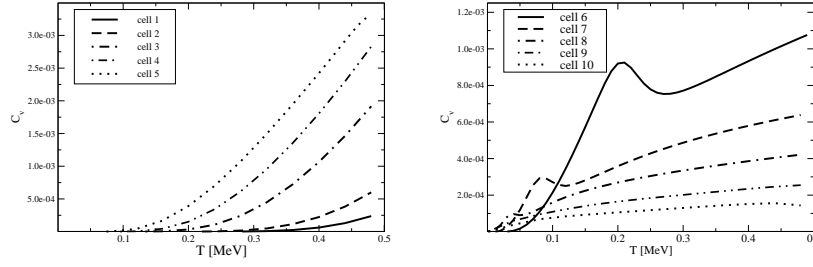 cell 1
cell 2
cell 3
cell 4
cell 5
3.5e-03
3.0e-03
2.5e-03
2.0e-03
1.5e-03
1.0e-03
5.0e-04
C_v
0.1 0.2 0.3 0.4 0.5
T [MeV]
cell 6
cell 7
cell 8
cell 9
cell 10
1.2e-03
1.0e-03
8.0e-04
6.0e-04
4.0e-04
2.0e-04
C_v
0.1 0.2 0.3 0.4 0
T [MeV]